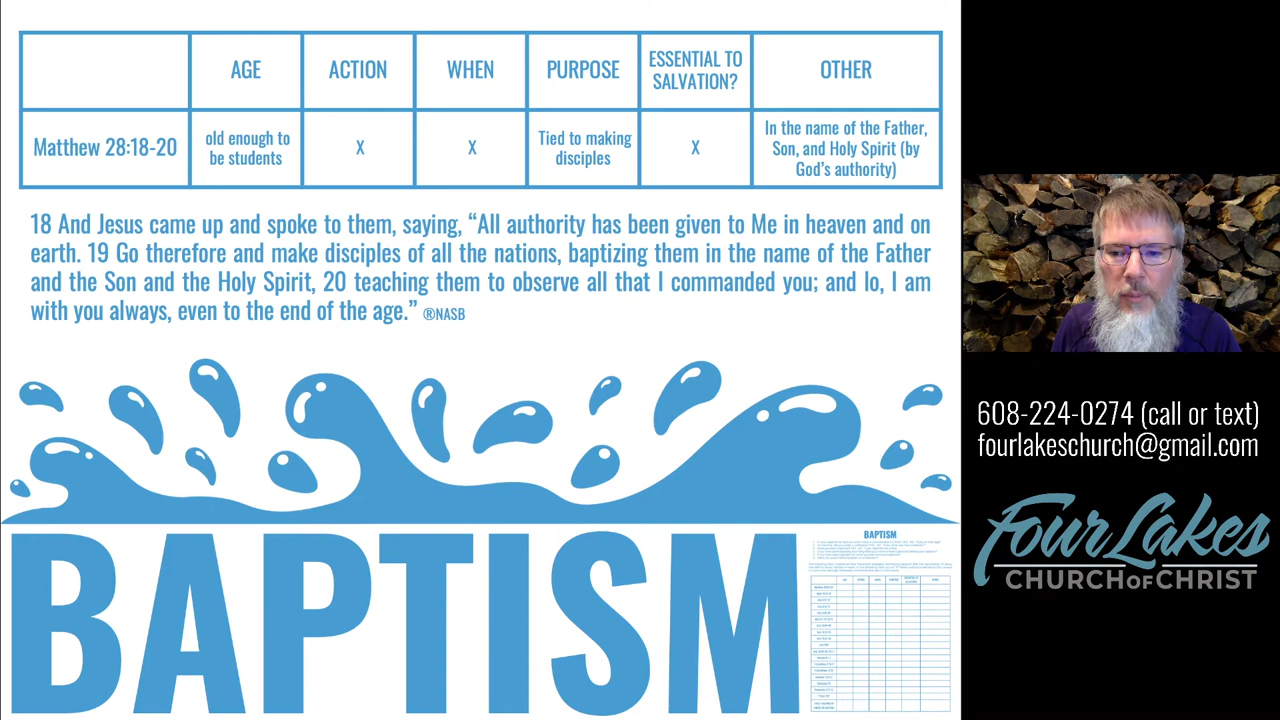 AGE
ACTION
WHEN
PURPOSE
ESSENTIAL TO
SALVATION?
OTHER
Matthew 28:18-20
old enough to
be students
X
X
Tied to making
disciples
X
In the name of the Father,
Son, and Holy Spirit (by
God's authority)
18 And Jesus came up and spoke to them, saying, “All authority has been given to Me in heaven and on
earth. 19 Go therefore and make disciples of all the nations, baptizing them in the name of the Father
and the Son and the Holy Spirit, 20 teaching them to observe all that I commanded you; and lo, I am
with you always, even to the end of the age.” ®NASB
BAPTISM
BAPTISM
608-224-0274 (call or text)
fourlakeschurch@gmail.com
Four Lakes
CHURCH OF CHRIST